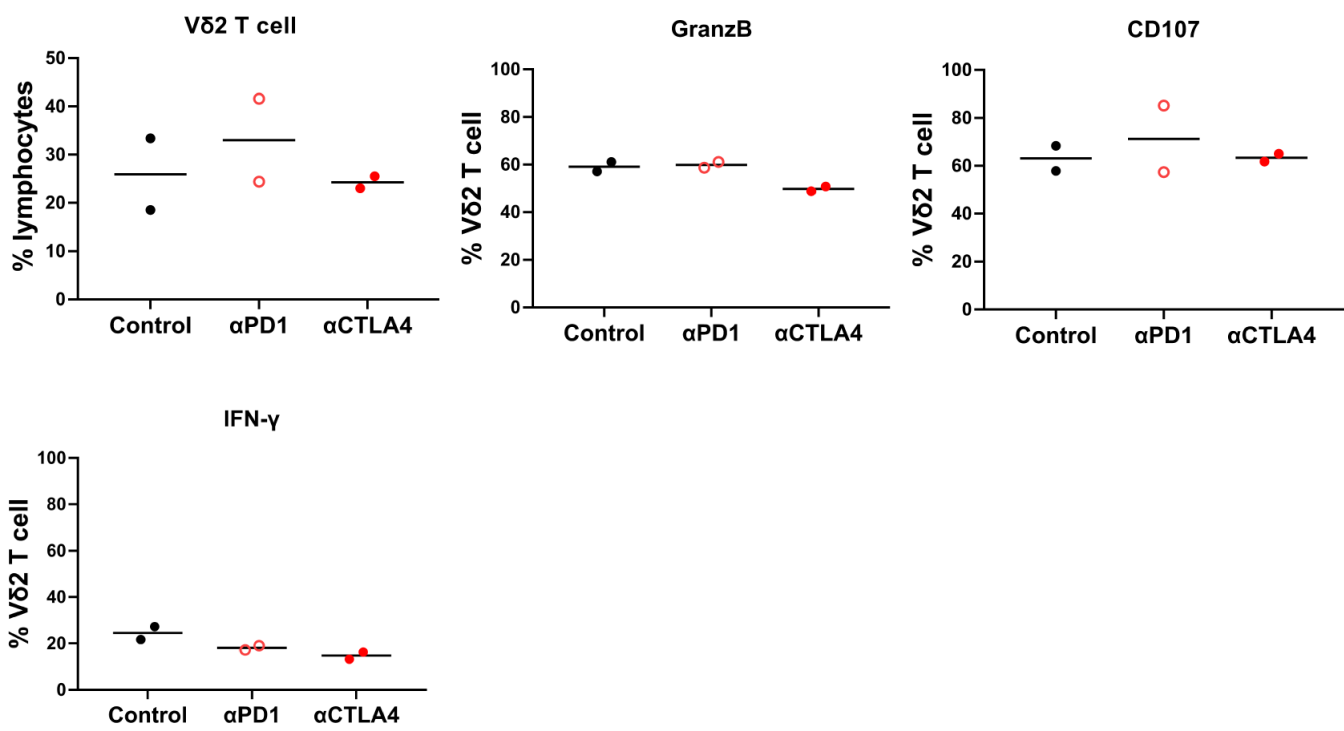 Vδ2 T cell
% lymphocytes
50
40
30
20
10
0
Control αPD1 αCTLA4
GranzB
% Vδ2 T cell
100
80
60
40
20
0
Control αPD1 αCTLA4
CD107
% Vδ2 T cell
100
80
60
40
20
0
Control αPD1 αCTLA4
IFN-γ
% Vδ2 T cell
100
80
60
40
20
0
Control αPD1 αCTLA4